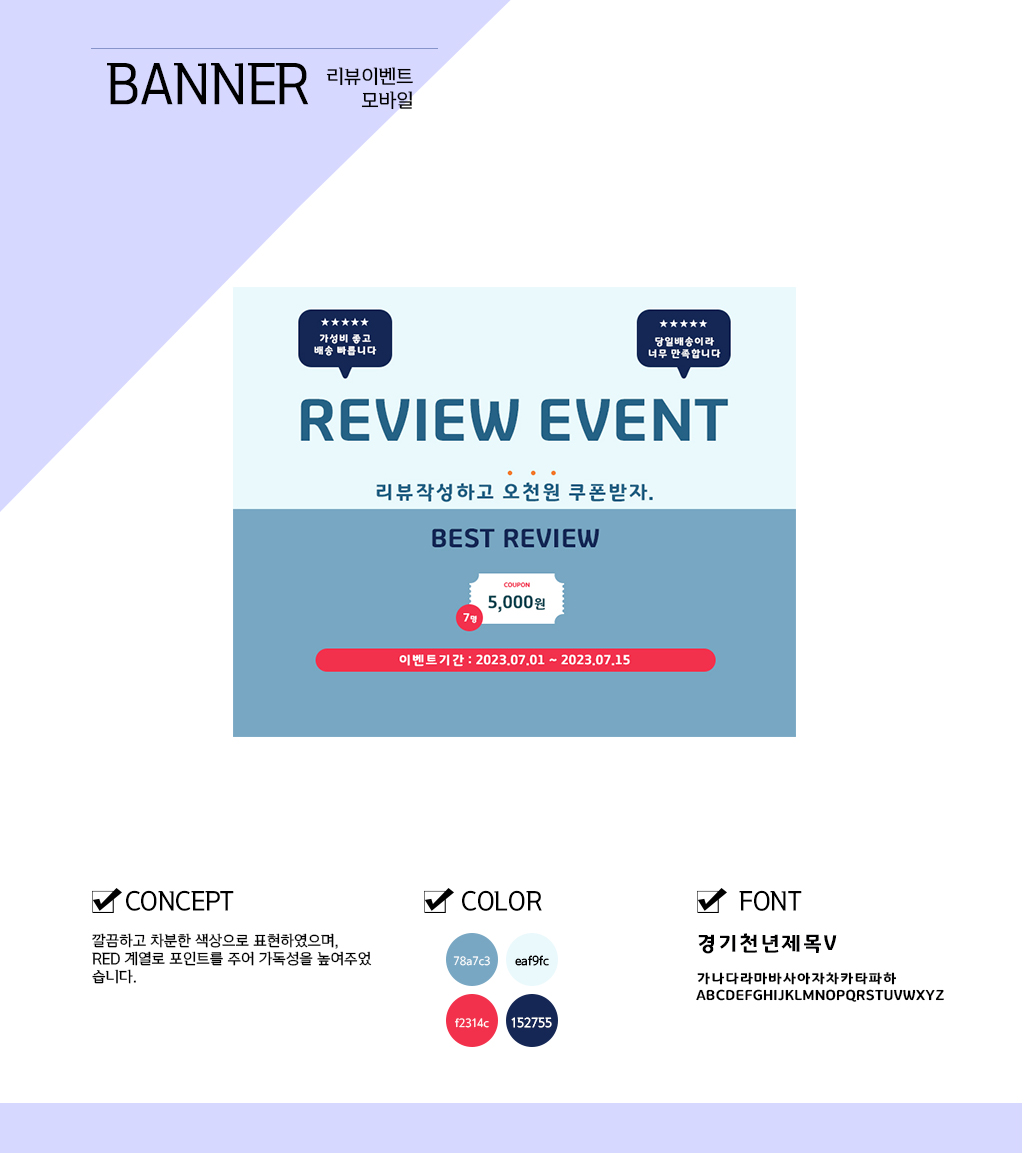 BANNER
리뷰이벤트
모바일
★★★★★
가성비 좋고
배송 빠릅니다
★★★★★
당일배송이라
너무 만족합니다
REVIEW EVENT
리뷰작성하고 오천원 쿠폰받자.
BEST REVIEW
COUPON
5,000원
7명
이벤트기간 : 2023.07.01 ~ 2023.07.15
CONCEPT
깔끔하고 차분한 색상으로 표현하였으며,
RED 계열로 포인트를 주어 가독성을 높여주었
습니다.
COLOR
78a7c3
eaf9fc
f2314c
152755
FONT
경기천년제목V
가나다라마바사아자차카타파하
ABCDEFGHIJKLMNOPQRSTUVWXYZ